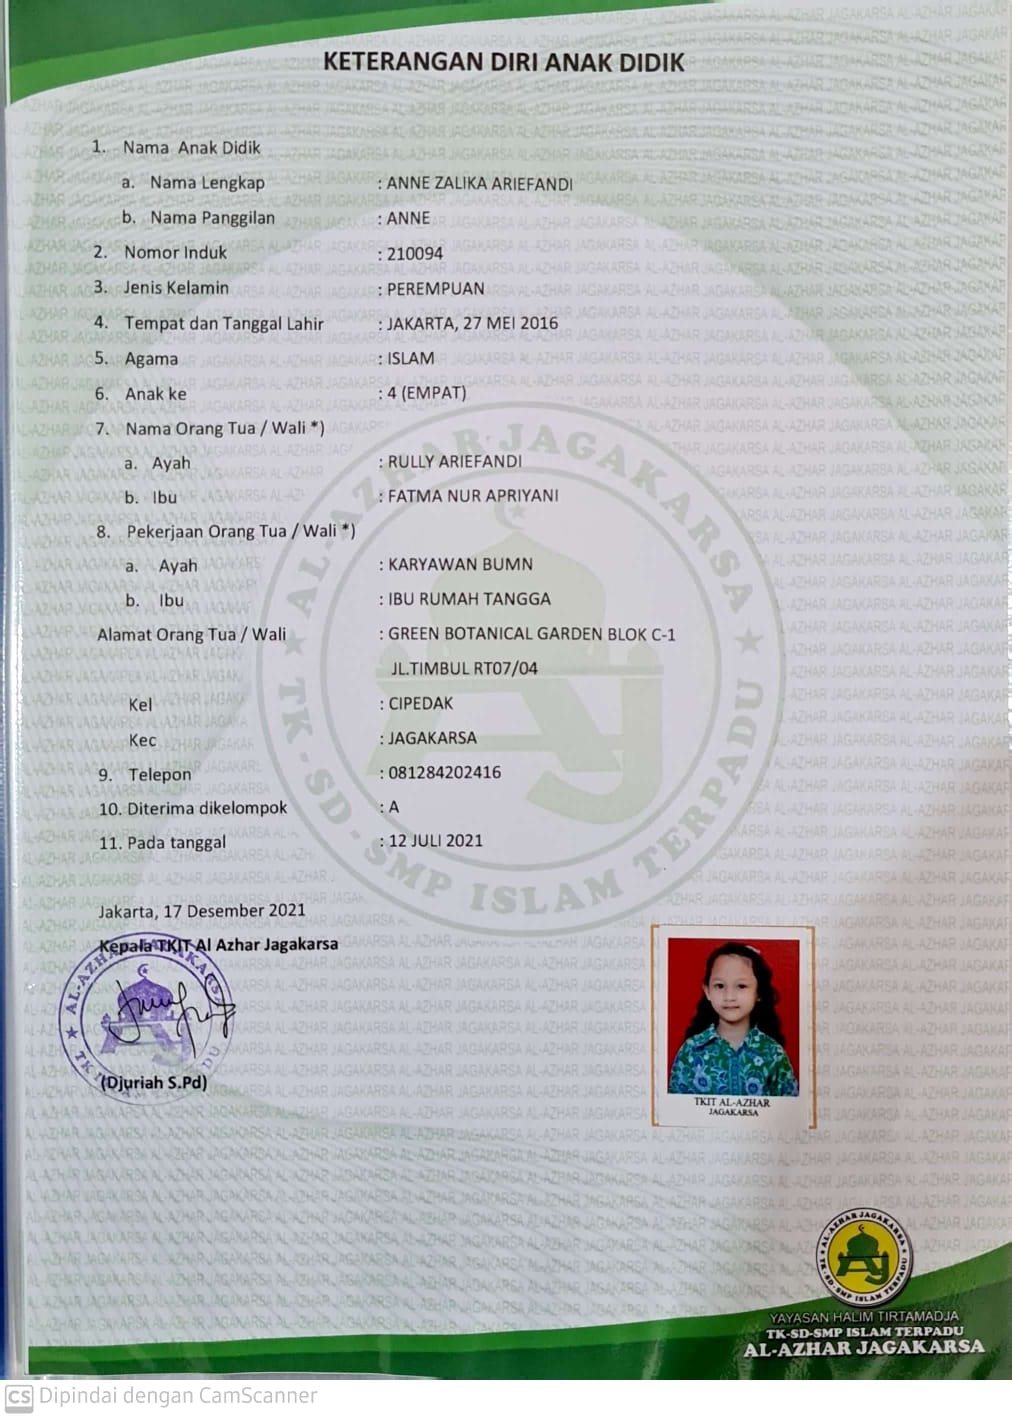 KETERANGAN DIRI ANAK DIDIK
1. Nama Anak Didik
a. Nama Lengkap : ANNE ZALIKA ARIEFANDI
b. Nama Panggilan : ANNE
2. Nomor Induk : 210094
3. Jenis Kelamin : PEREMPUAN
4. Tempat dan Tanggal Lahir : JAKARTA, 27 MEI 2016
5. Agama : ISLAM
6. Anak ke : 4 (EMPAT)
7. Nama Orang Tua / Wali *)
a. Ayah : RULLY ARIEFANDI
b. Ibu : FATMA NUR APRIYANI
8. Pekerjaan Orang Tua / Wali *)
a. Ayah : KARYAWAN BUMN
b. Ibu : IBU RUMAH TANGGA
Alamat Orang Tua / Wali : GREEN BOTANICAL GARDEN BLOK C-1
JL.TIMBUL RT07/04
Kel : CIPEDAK
Kec : JAGAKARSA
9. Telepon : 081284202416
10. Diterima dikelompok : A
11. Pada tanggal : 12 JULI 2021
AL-AZHAR JAGAKARSA
TK-SD-SMP ISLAM TERPADU
Jakarta, 17 Desember 2021
Kepala TKIT Al Azhar Jagakarsa
(Djuriah S.Pd)
TKIT AL-AZHAR
JAGAKARSA
AL-AZHAR JAGAKARSA
TK-SD-SMP ISLAM TERPADU
YAYASAN HALIM TIRTAMADJA
TK-SD-SMP ISLAM TERPADU
AL-AZHAR JAGAKARSA
CS Dipindai dengan CamScanner